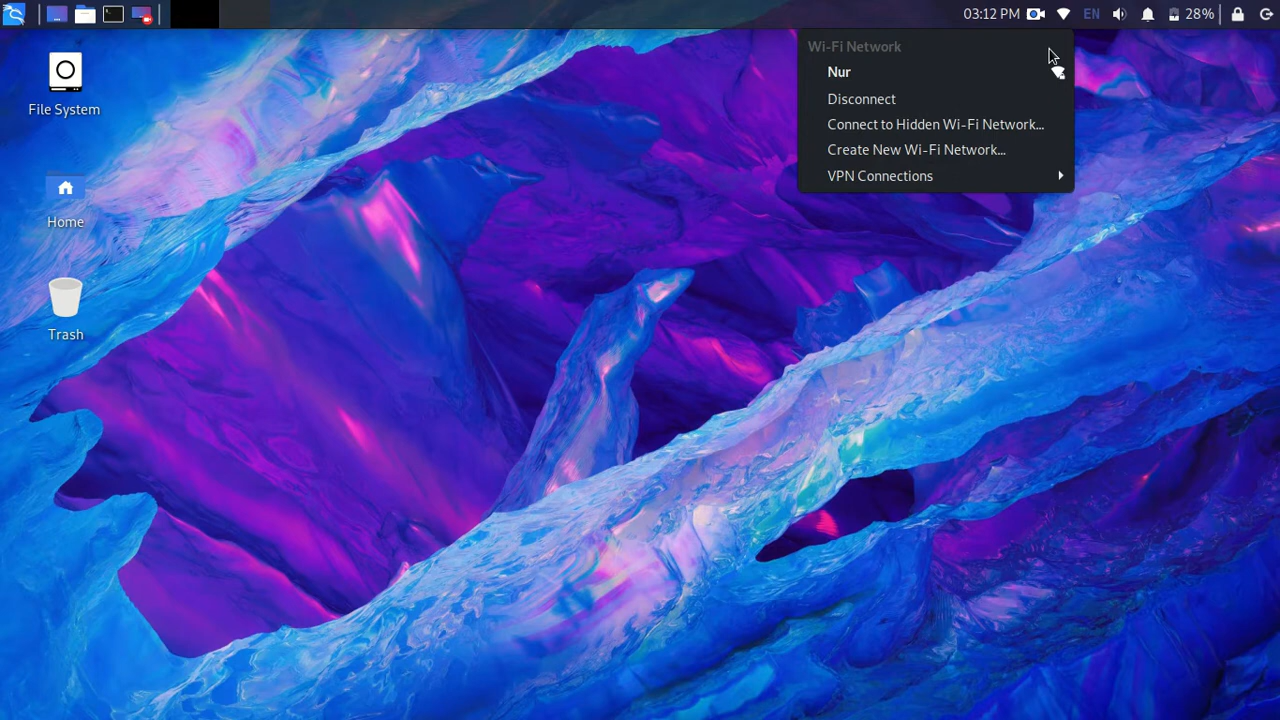 03:12 PM EN 28%
Wi-Fi Network
Nur
Disconnect
Connect to Hidden Wi-Fi Network...
Create New Wi-Fi Network...
VPN Connections
File System
Home
Trash